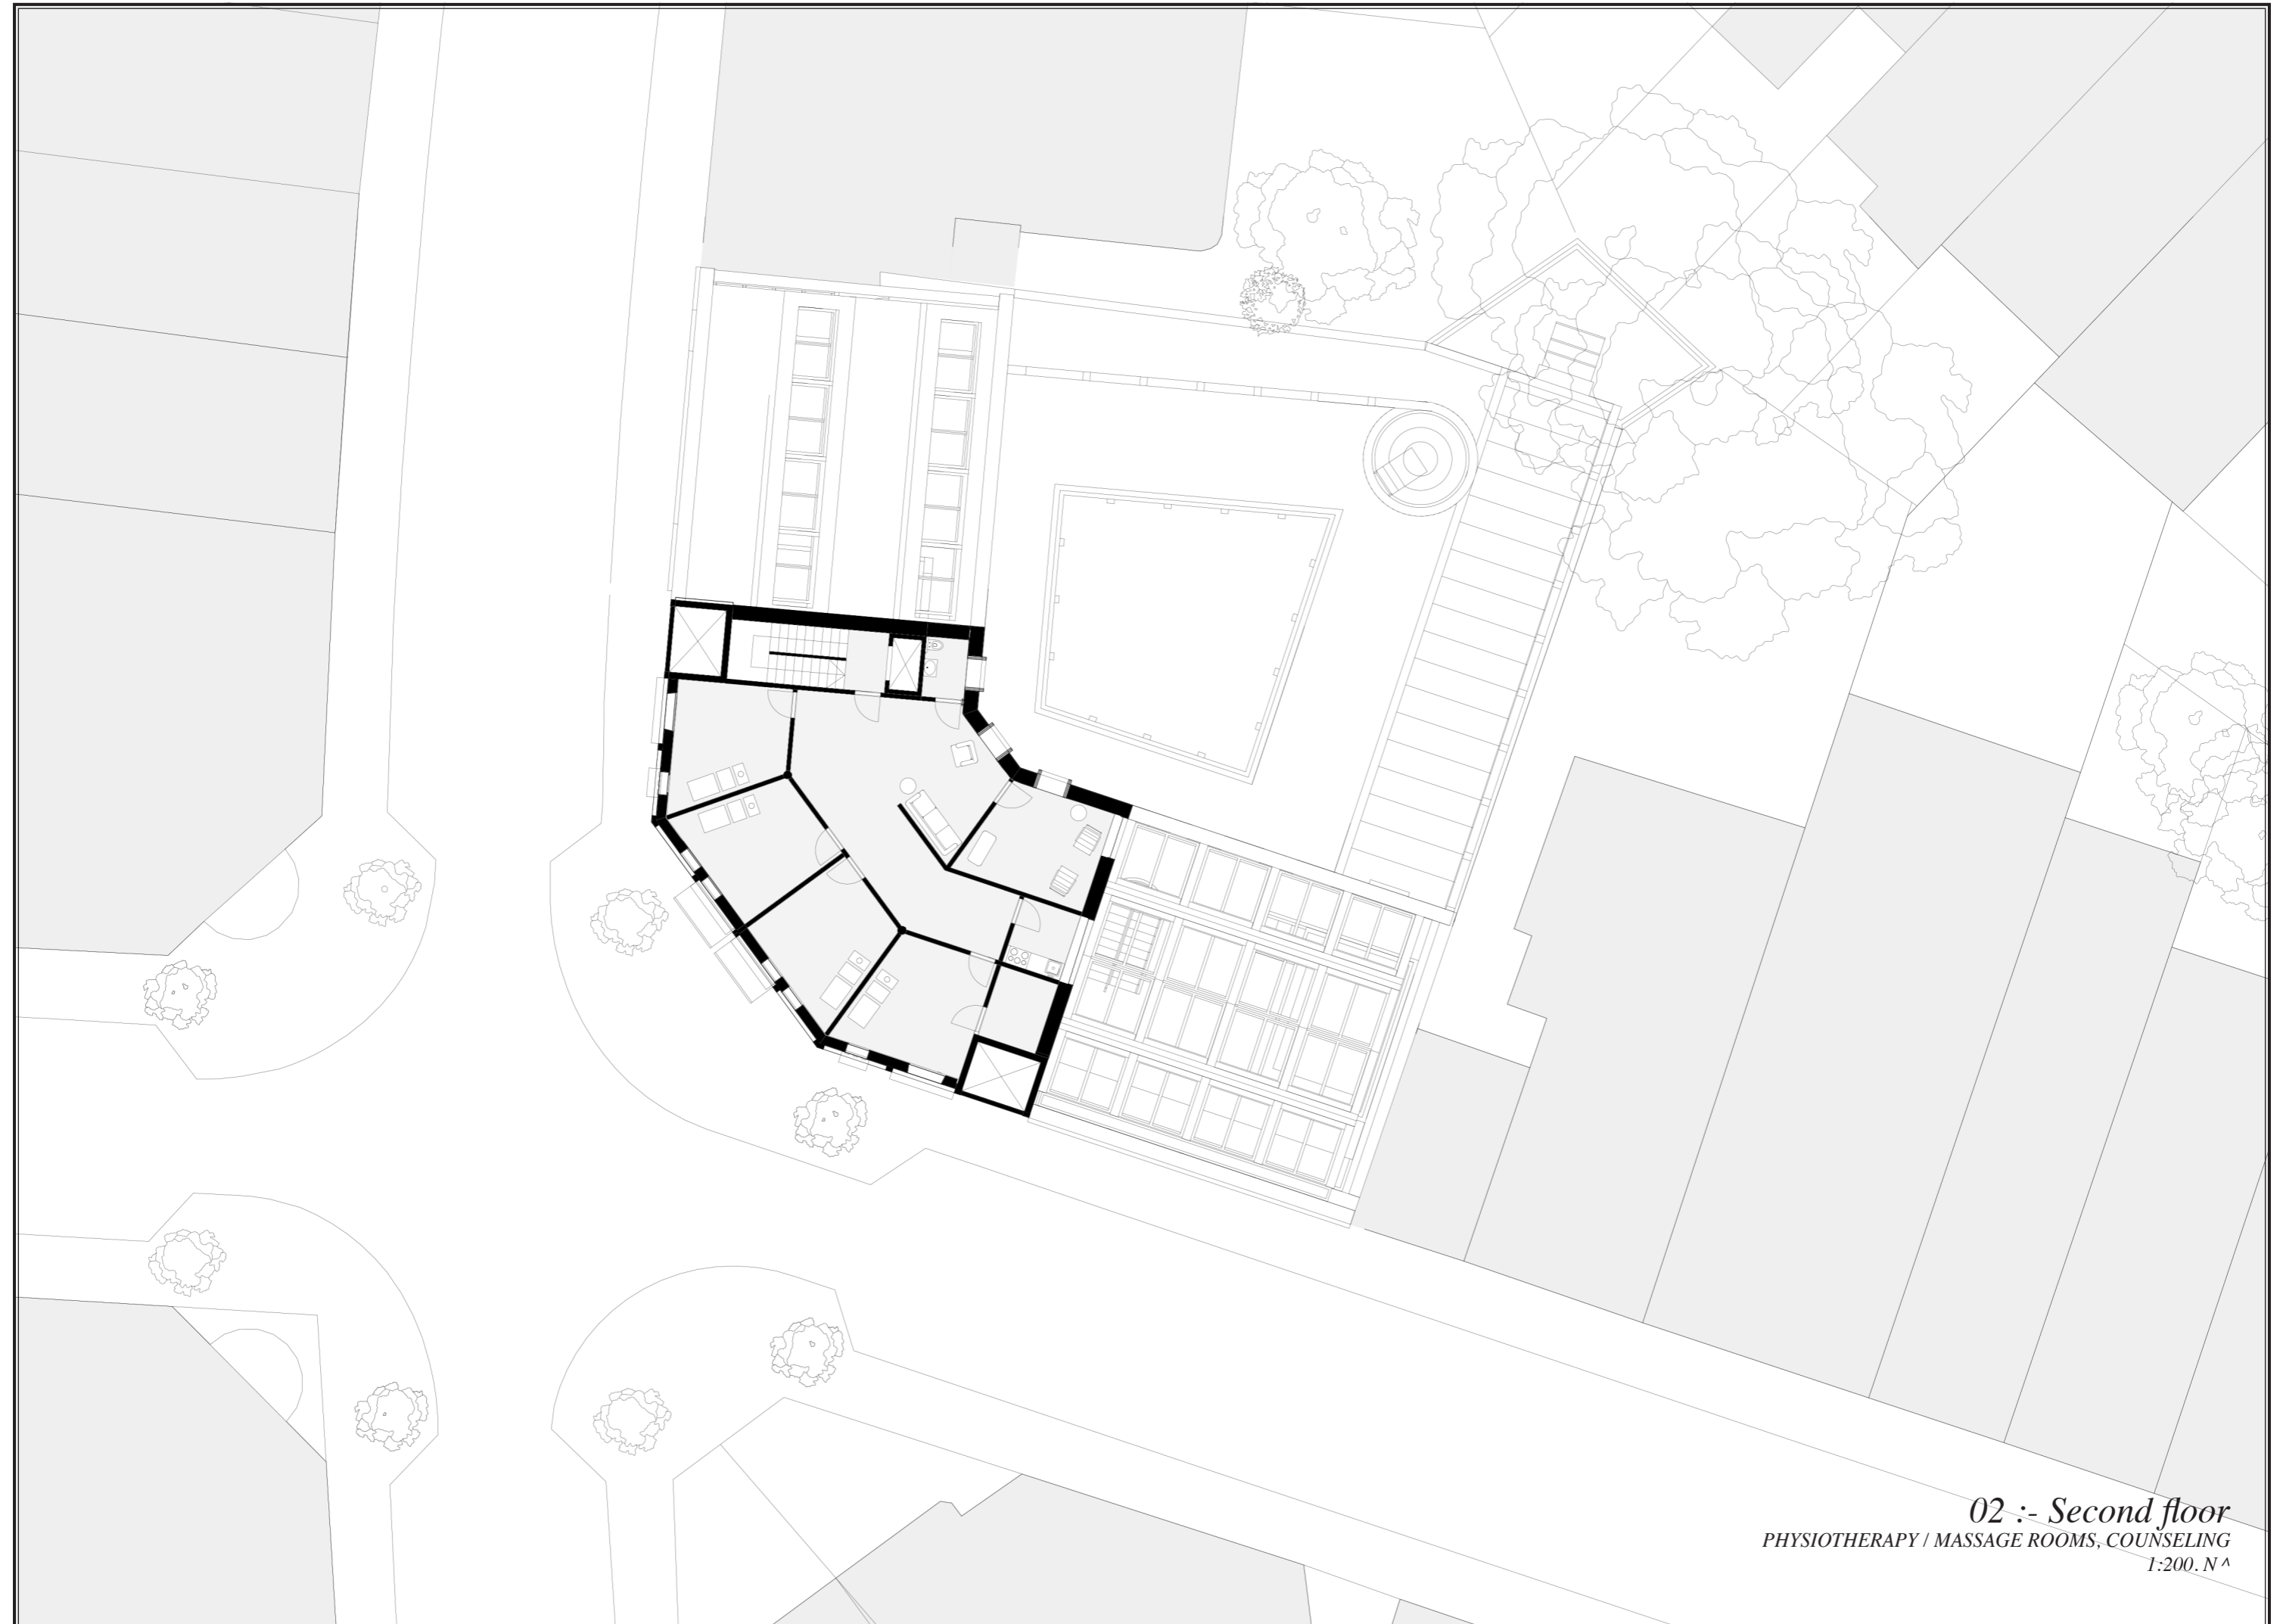 02 :- Second floor
PHYSIOTHERAPY / MASSAGE ROOMS, COUNSELING
1:200. N ^